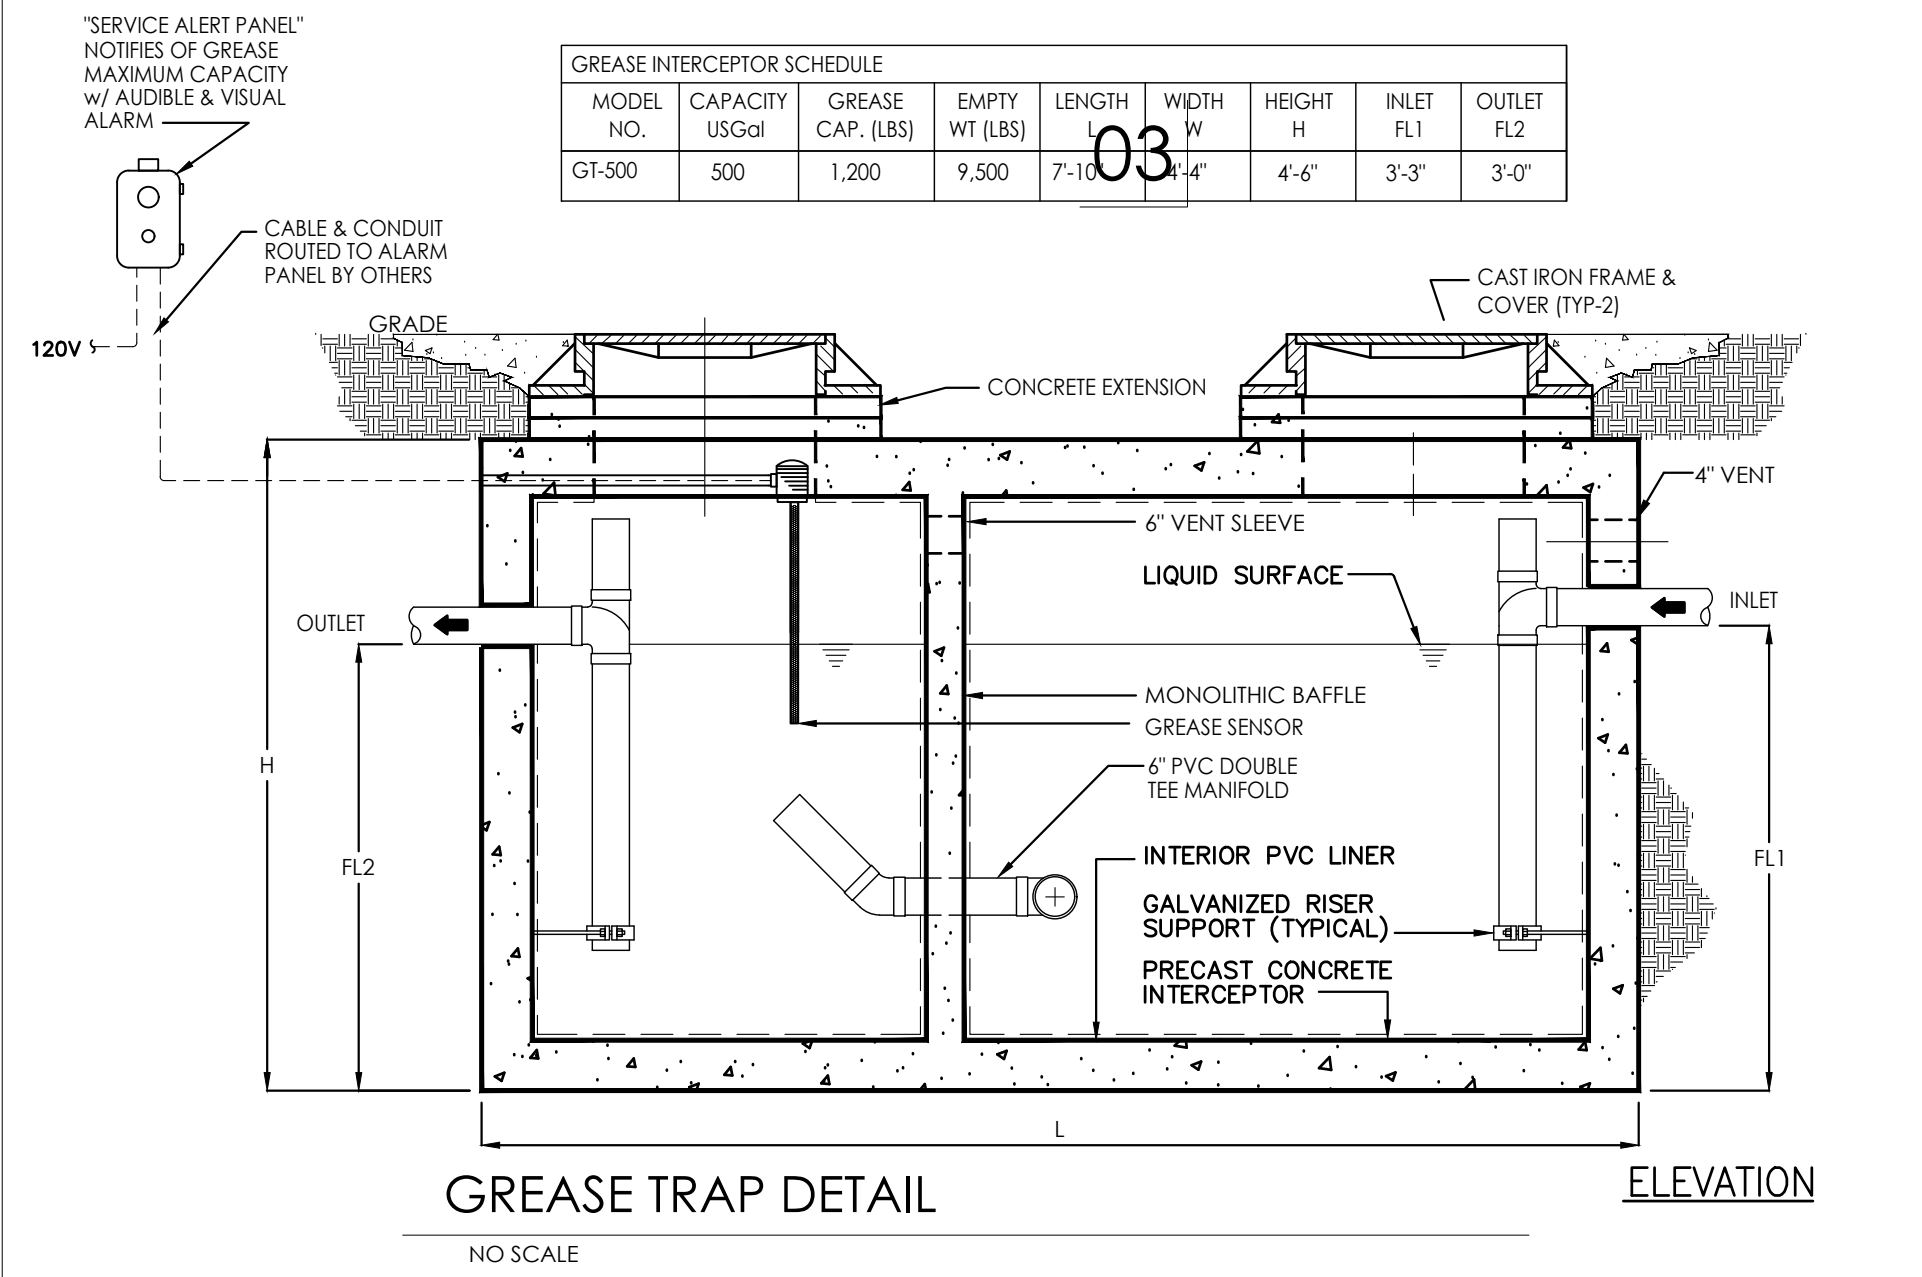 "SERVICE ALERT PANEL"
NOTIFIES OF GREASE
MAXIMUM CAPACITY
w/ AUDIBLE & VISUAL
ALARM
GREASE INTERCEPTOR SCHEDULE
MODEL NO. CAPACITY USGal GREASE CAP. (LBS) EMPTY WT (LBS) LENGTH L WIDTH W HEIGHT H INLET FL1 OUTLET FL2
GT-500 500 1,200 9,500 7'-10" 4'-4" 4'-6" 3'-3" 3'-0"
03
CABLE & CONDUIT
ROUTED TO ALARM
PANEL BY OTHERS
CAST IRON FRAME &
COVER (TYP-2)
GRADE
120V
CONCRETE EXTENSION
4" VENT
6" VENT SLEEVE
LIQUID SURFACE
OUTLET
INLET
MONOLITHIC BAFFLE
GREASE SENSOR
H
6" PVC DOUBLE
TEE MANIFOLD
FL2
INTERIOR PVC LINER
FL1
GALVANIZED RISER
SUPPORT (TYPICAL)
PRECAST CONCRETE
INTERCEPTOR
L
GREASE TRAP DETAIL
ELEVATION
NO SCALE